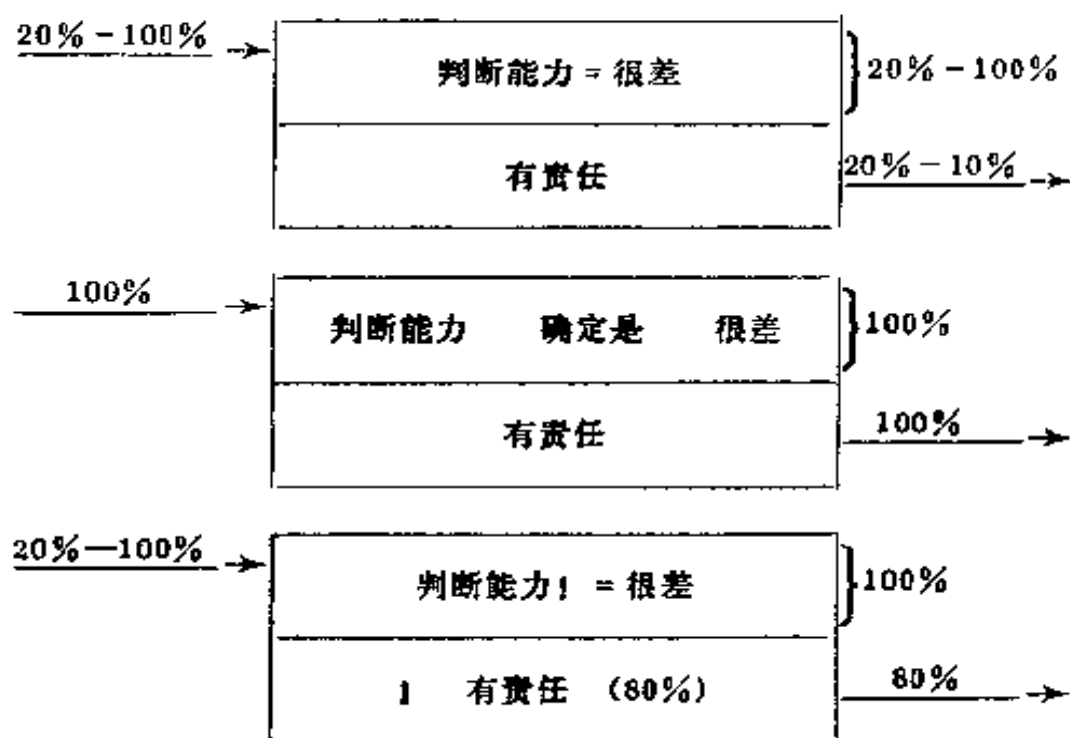 20%-100%
判断能力 = 很差
20%-100%
有责任
20%-10%
100%
判断能力 确定是 很差
100%
有责任
100%
20%—100%
判断能力! = 很差
100%
1 有责任 (80%)
80%